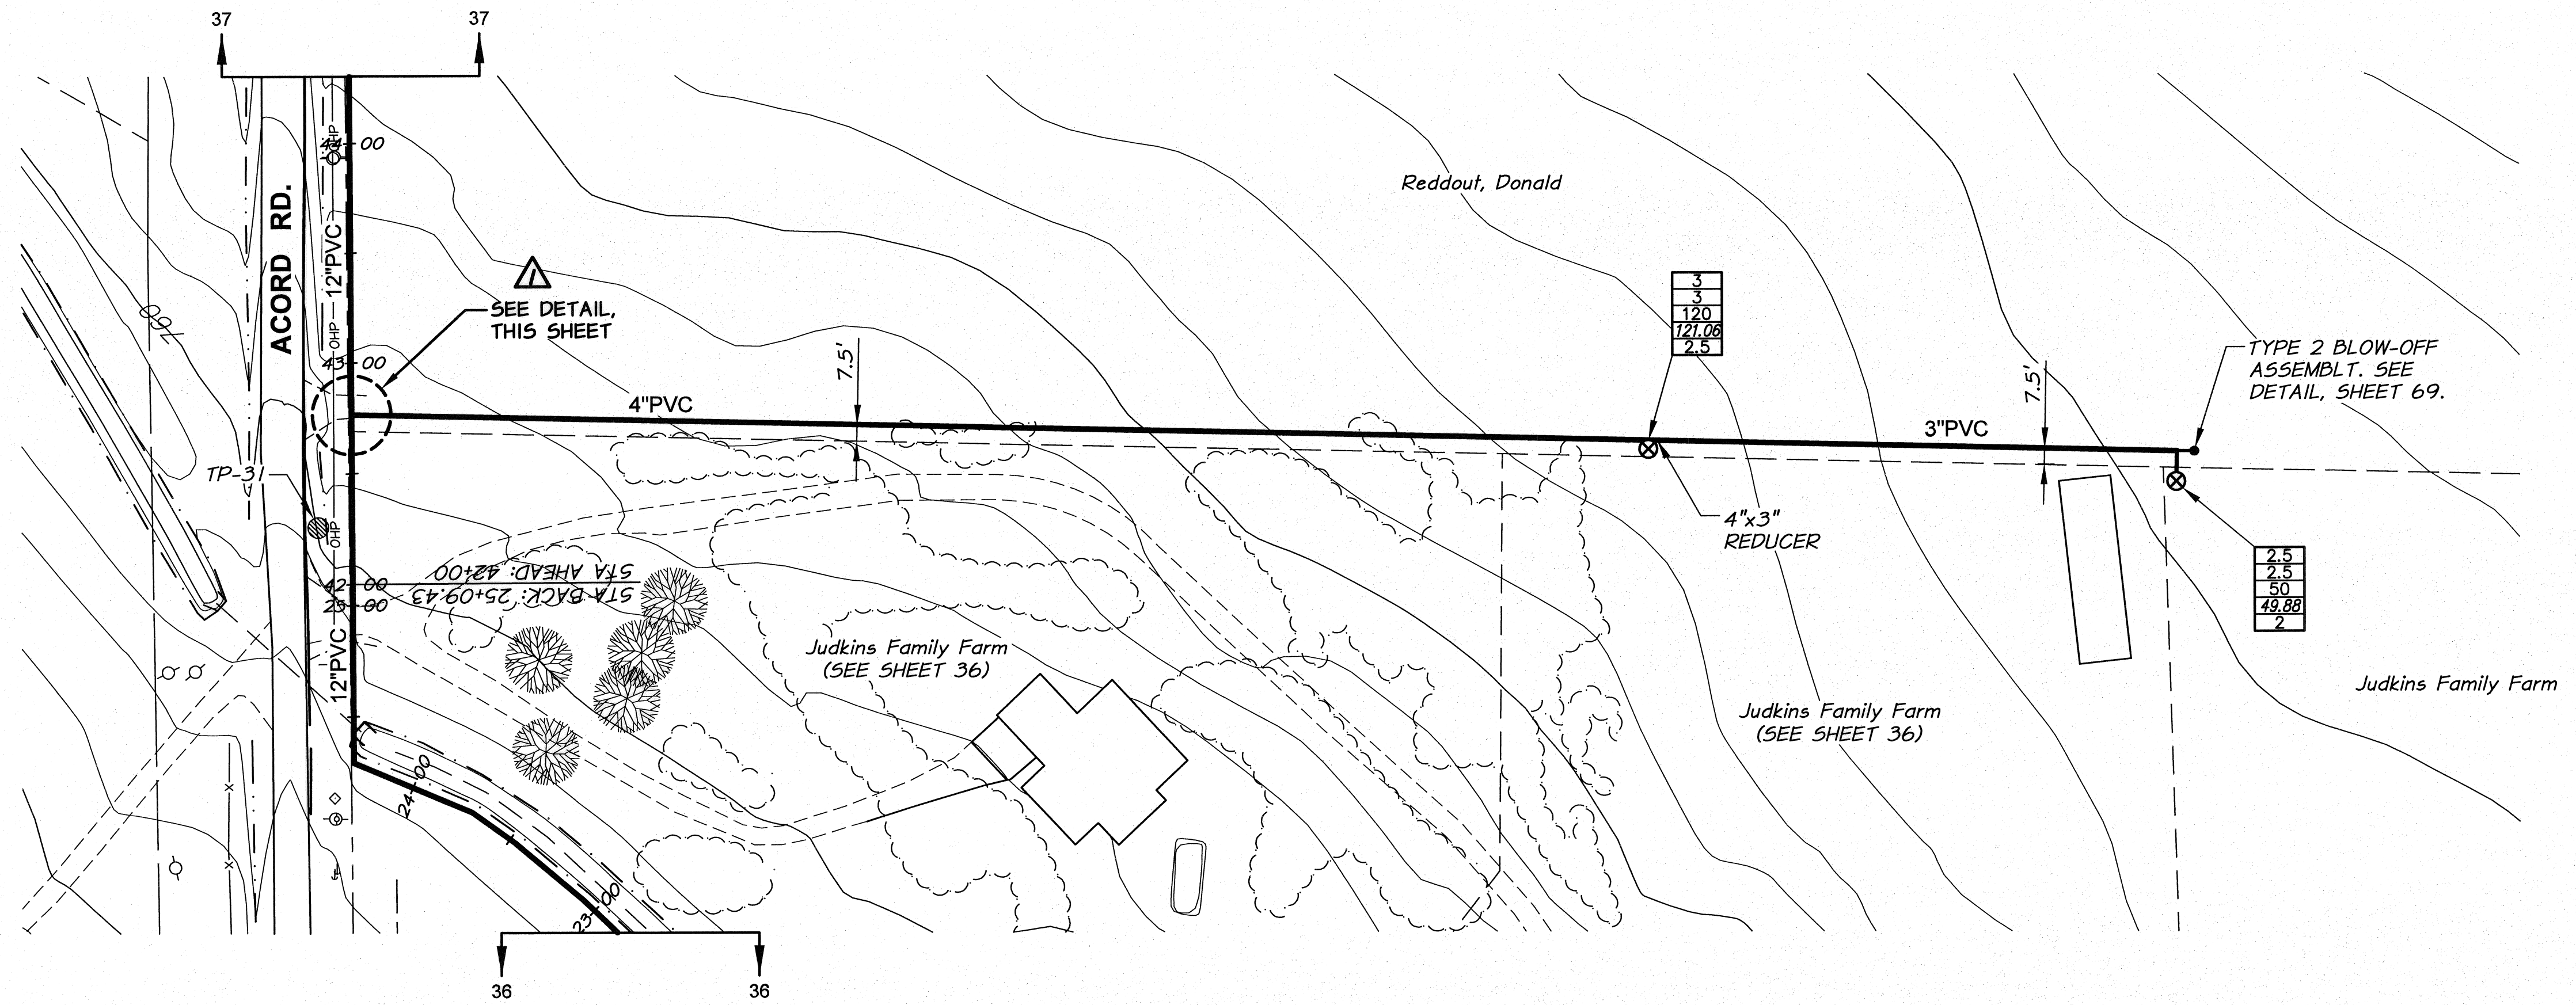 37
37
OHP
44+00
ACORD RD.
12"PVC
Reddout, Donald
760
SEE DETAIL,
THIS SHEET
OHP
43+00
7.5'
4"PVC
3
3
120
121.06
2.5
7.5'
3"PVC
TYPE 2 BLOW-OFF
ASSEMBLT. SEE
DETAIL, SHEET 69.
TP-31
OHP
4"x3"
REDUCER
2.5
2.5
50
49.88
2
STA AHEAD: 42+00
STA BACK: 25+09.43
42+00
25+00
12"PVC
Judkins Family Farm
(SEE SHEET 36)
Judkins Family Farm
(SEE SHEET 36)
Judkins Family Farm
24+00
23+00
36
36